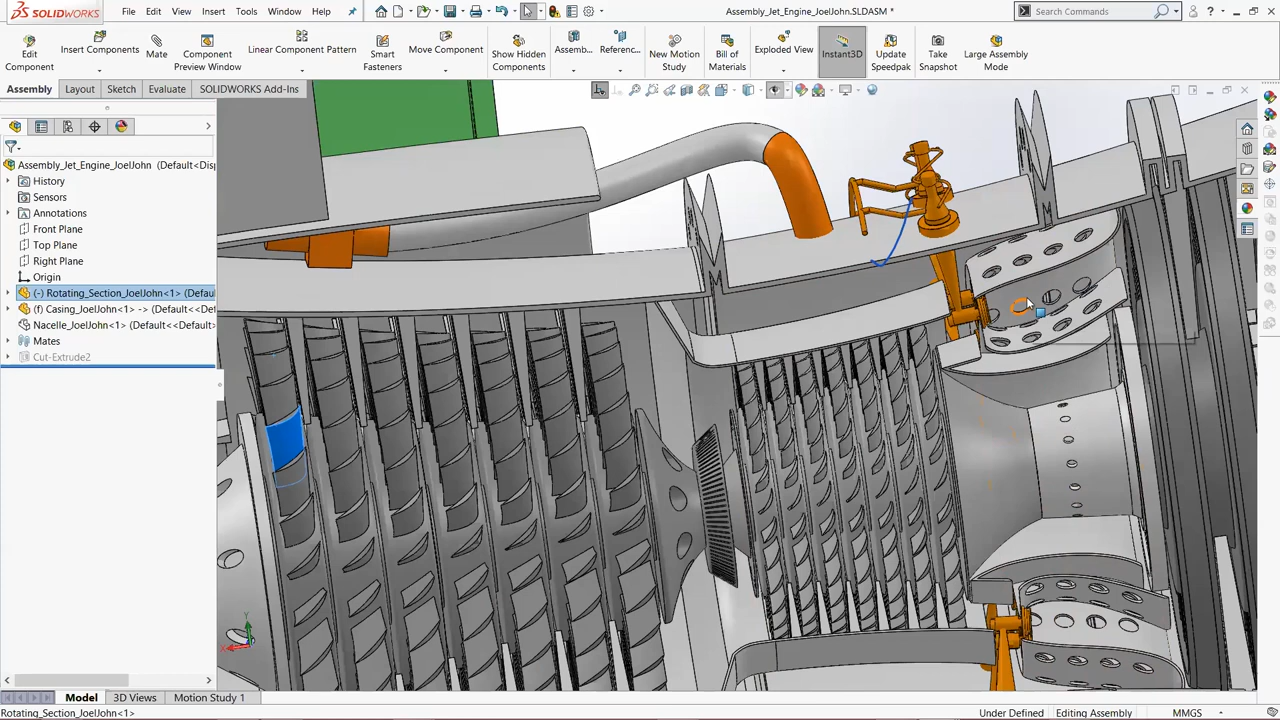 SOLIDWORKS File Edit View Insert Tools Window Help Assembly_Jet_Engine_JoelJohn.SLDASM * Search Commands
Edit Component
Insert Components
Mate
Component Preview Window
Linear Component Pattern
Smart Fasteners
Move Component
Show Hidden Components
Assemb...
Referenc...
New Motion Study
Bill of Materials
Exploded View
Instant3D
Update Speedpak
Take Snapshot
Large Assembly Mode
Assembly Layout Sketch Evaluate SOLIDWORKS Add-Ins
Assembly_Jet_Engine_JoelJohn (Default<Disp
History
Sensors
Annotations
Front Plane
Top Plane
Right Plane
Origin
(-) Rotating_Section_JoelJohn<1> (Defau
(f) Casing_JoelJohn<1> -> (Default<<Def
Nacelle_JoelJohn<1> (Default<<Default
Mates
Cut-Extrude2
Y
X
Model 3D Views Motion Study 1
Rotating_Section_JoelJohn<1> Under Defined Editing Assembly MMGS